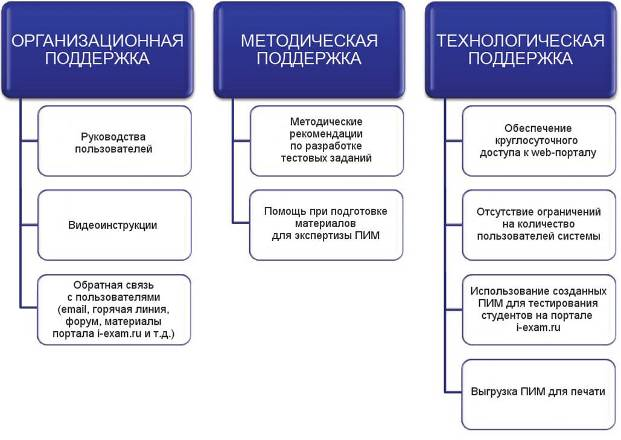 ОРГАНИЗАЦИОННАЯ
ПОДДЕРЖКА
Руководства
пользователей
Видеоинструкции
Обратная связь
с пользователями
(email, горячая линия,
форум, материалы
портала i-exam.ru и т.д.)
МЕТОДИЧЕСКАЯ
ПОДДЕРЖКА
Методические
рекомендации
по разработке
тестовых заданий
Помощь при подготовке
материалов
для экспертизы ПИМ
ТЕХНОЛОГИЧЕСКАЯ
ПОДДЕРЖКА
Обеспечение
круглосуточного
доступа к web-порталу
Отсутствие ограничений
на количество
пользователей системы
Использование созданных
ПИМ для тестирования
студентов на портале
i-exam.ru
Выгрузка ПИМ для печати